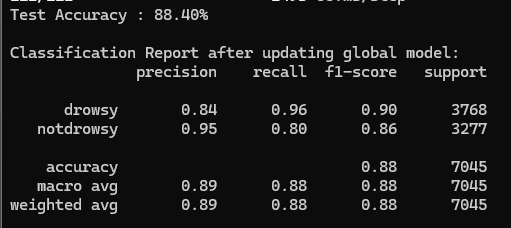 Test Accuracy : 88.40%
Classification Report after updating global model:
precision recall f1-score support
drowsy 0.84 0.96 0.90 3768
notdrowsy 0.95 0.80 0.86 3277
accuracy 0.88 7045
macro avg 0.89 0.88 0.88 7045
weighted avg 0.89 0.88 0.88 7045